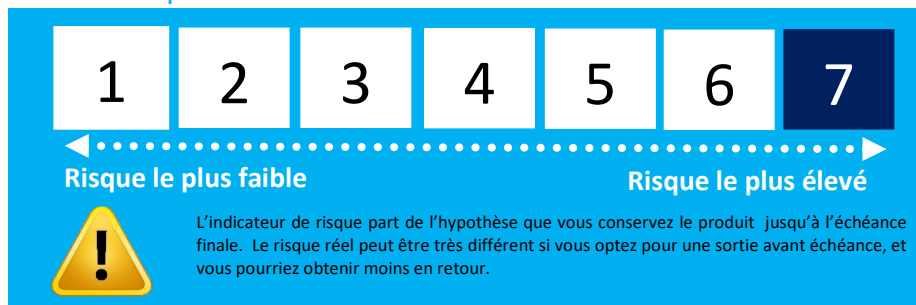 1 2 3 4 5 6 7
Risque le plus faible Risque le plus élevé
L'indicateur de risque part de l'hypothèse que vous conservez le produit jusqu'à l'échéance
finale. Le risque réel peut être très différent si vous optez pour une sortie avant échéance, et
vous pourriez obtenir moins en retour.